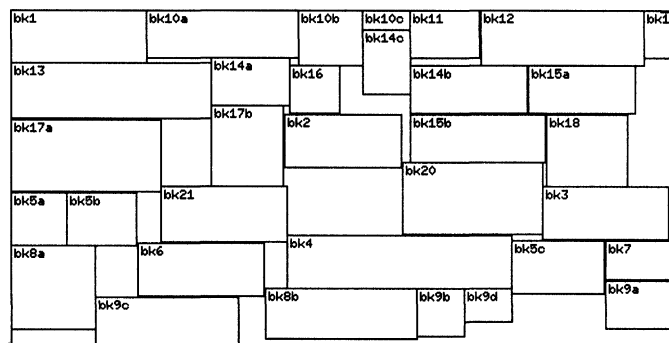 bk1 bk10a bk10b bk10c bk11 bk12 bk1
bk14c
bk13 bk14a bk16 bk14b bk15a
bk17a bk17b bk2 bk15b bk18
bk20
bk5a bk5b bk21 bk3
bk8a bk6 bk4 bk5c bk7
bk9c bk8b bk9b bk9d bk9a